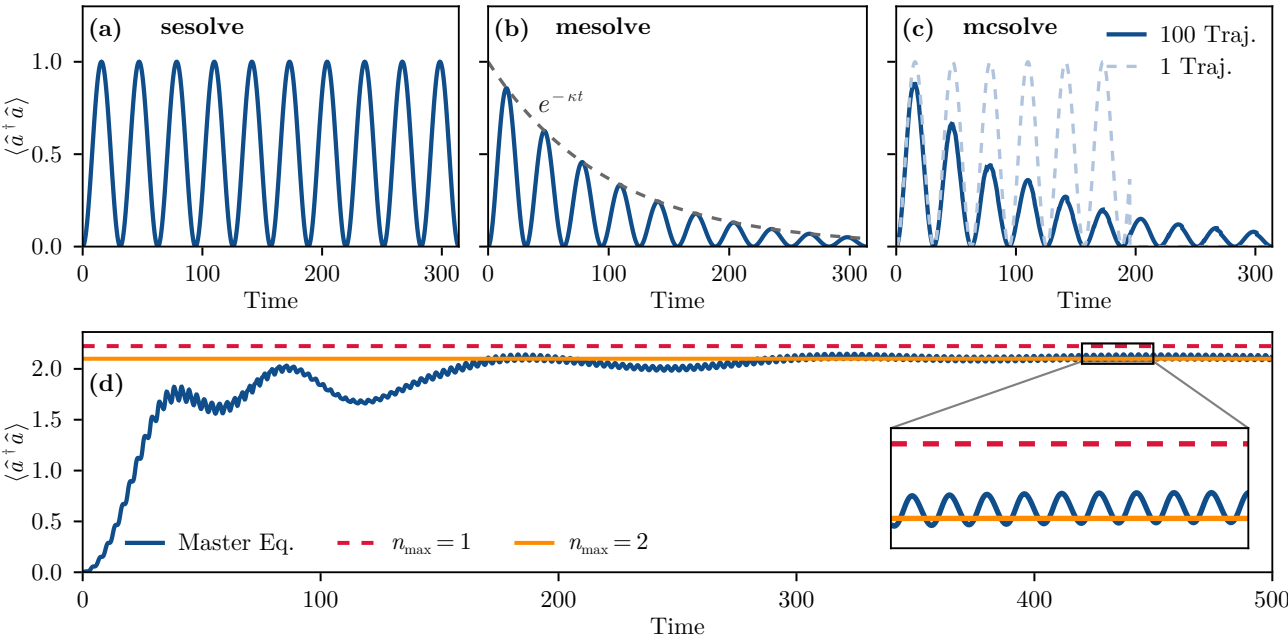 (a) sesolve
1.0
0.5
0.0
⟨â†â⟩
0 100 200 300
Time
(b) mesolve
e^{−κt}
0 100 200 300
Time
(c) mcsolve
100 Traj.
1 Traj.
0 100 200 300
Time
(d)
2.0
1.5
1.0
0.5
0.0
⟨â†â⟩
Master Eq. n_max = 1 n_max = 2
0 100 200 300 400 500
Time